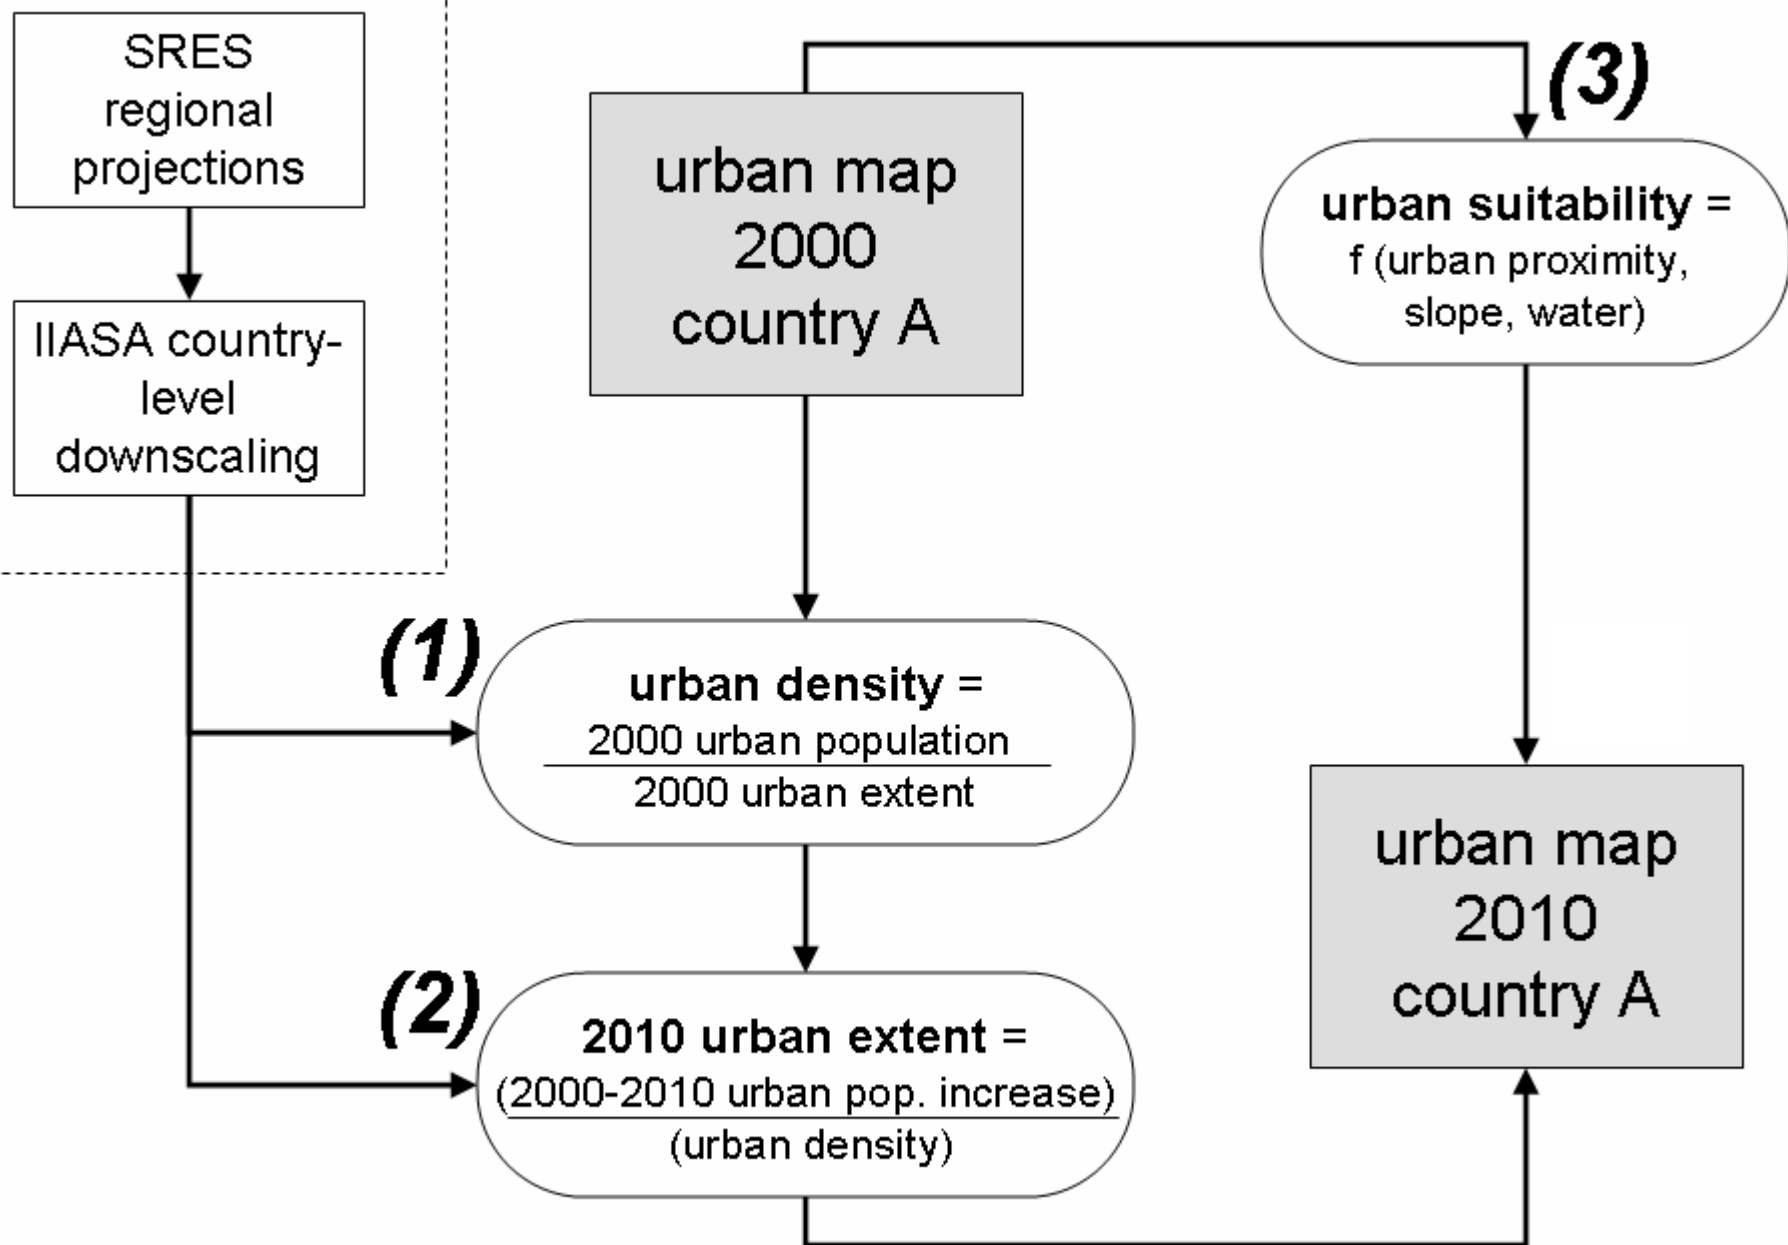 SRES
regional
projections
IIASA country-
level
downscaling
urban map
2000
country A
(3)
urban suitability =
f (urban proximity,
slope, water)
(1)
urban density =
2000 urban population
2000 urban extent
(2)
2010 urban extent =
(2000-2010 urban pop. increase)
(urban density)
urban map
2010
country A